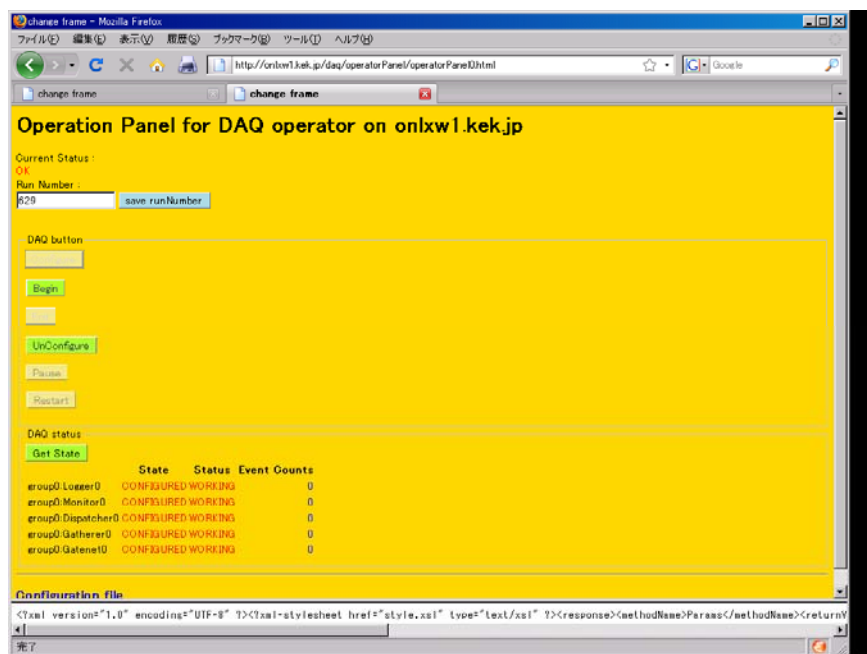 change frame - Mozilla Firefox
ファイル(F) 編集(E) 表示(V) 履歴(S) ブックマーク(B) ツール(T) ヘルプ(H)
http://onlxw1.kek.jp/daq/operatorPanel/operatorPanel0.html
Google
change frame
change frame
Operation Panel for DAQ operator on onlxw1.kek.jp
Current Status :
OK
Run Number :
629 save runNumber
DAQ button
Begin
UnConfigure
Pause
Restart
DAQ status
Get State
State Status Event Counts
group0:Logger0 CONFIGURED WORKING 0
group0:Monitor0 CONFIGURED WORKING 0
group0:Dispatcher0 CONFIGURED WORKING 0
group0:Gatherer0 CONFIGURED WORKING 0
group0:Gatenet0 CONFIGURED WORKING 0
Configuration file
<?xml version="1.0" encoding="UTF-8" ?><?xml-stylesheet href="style.xsl" type="text/xsl" ?><response><methodName>Params</methodName><returnV
完了